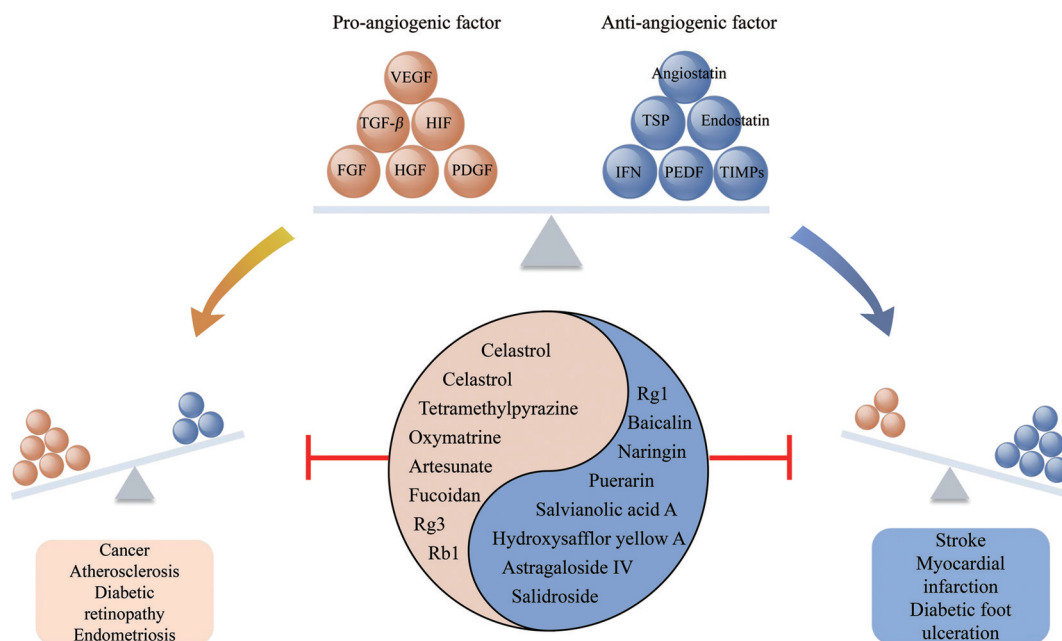 Pro-angiogenic factor
Anti-angiogenic factor
VEGF
TGF-β
HIF
FGF
HGF
PDGF
Angiostatin
TSP
Endostatin
IFN
PEDF
TIMPs
Celastrol
Celastrol
Tetramethylpyrazine
Oxymatrine
Artesunate
Fucoidan
Rg3
Rb1
Rg1
Baicalin
Naringin
Puerarin
Salvianolic acid A
Hydroxysafflor yellow A
Astragaloside IV
Salidroside
Cancer
Atherosclerosis
Diabetic
retinopathy
Endometriosis
Stroke
Myocardial
infarction
Diabetic foot
ulceration